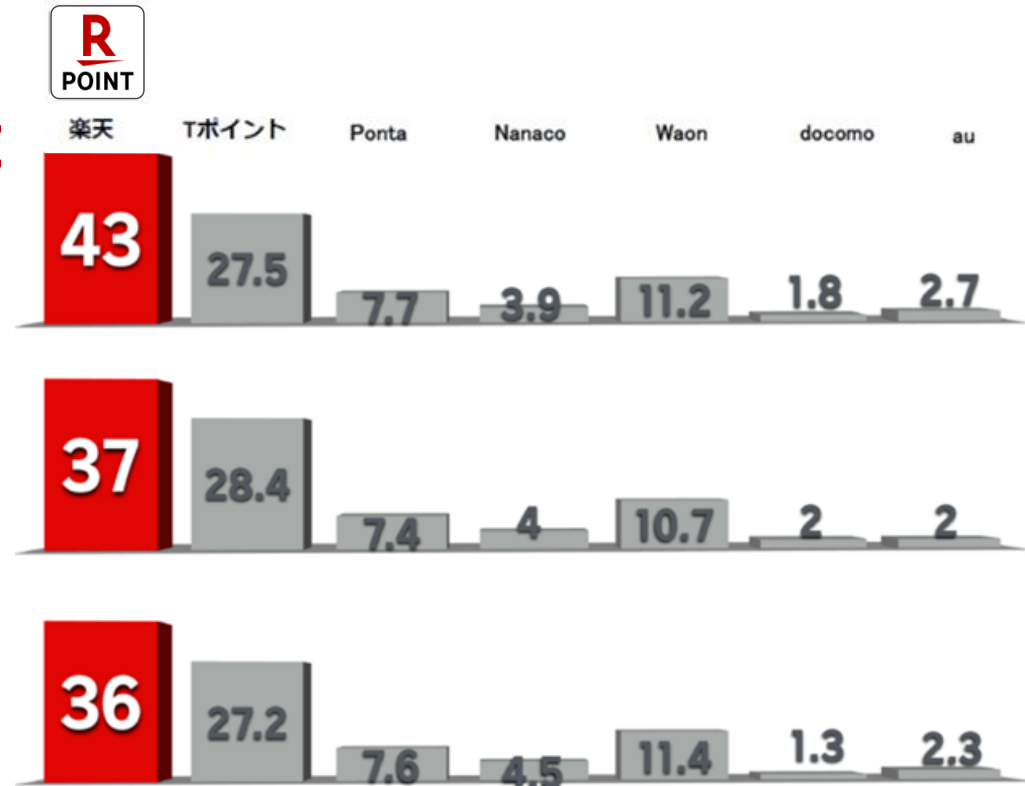 R
POINT
楽天 Tポイント Ponta Nanaco Waon docomo au
43 27.5 7.7 3.9 11.2 1.8 2.7
37 28.4 7.4 4 10.7 2 2
36 27.2 7.6 4.5 11.4 1.3 2.3